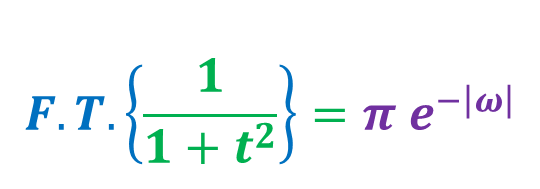 F.T.{1/(1 + t²)} = π e^(−|ω|)